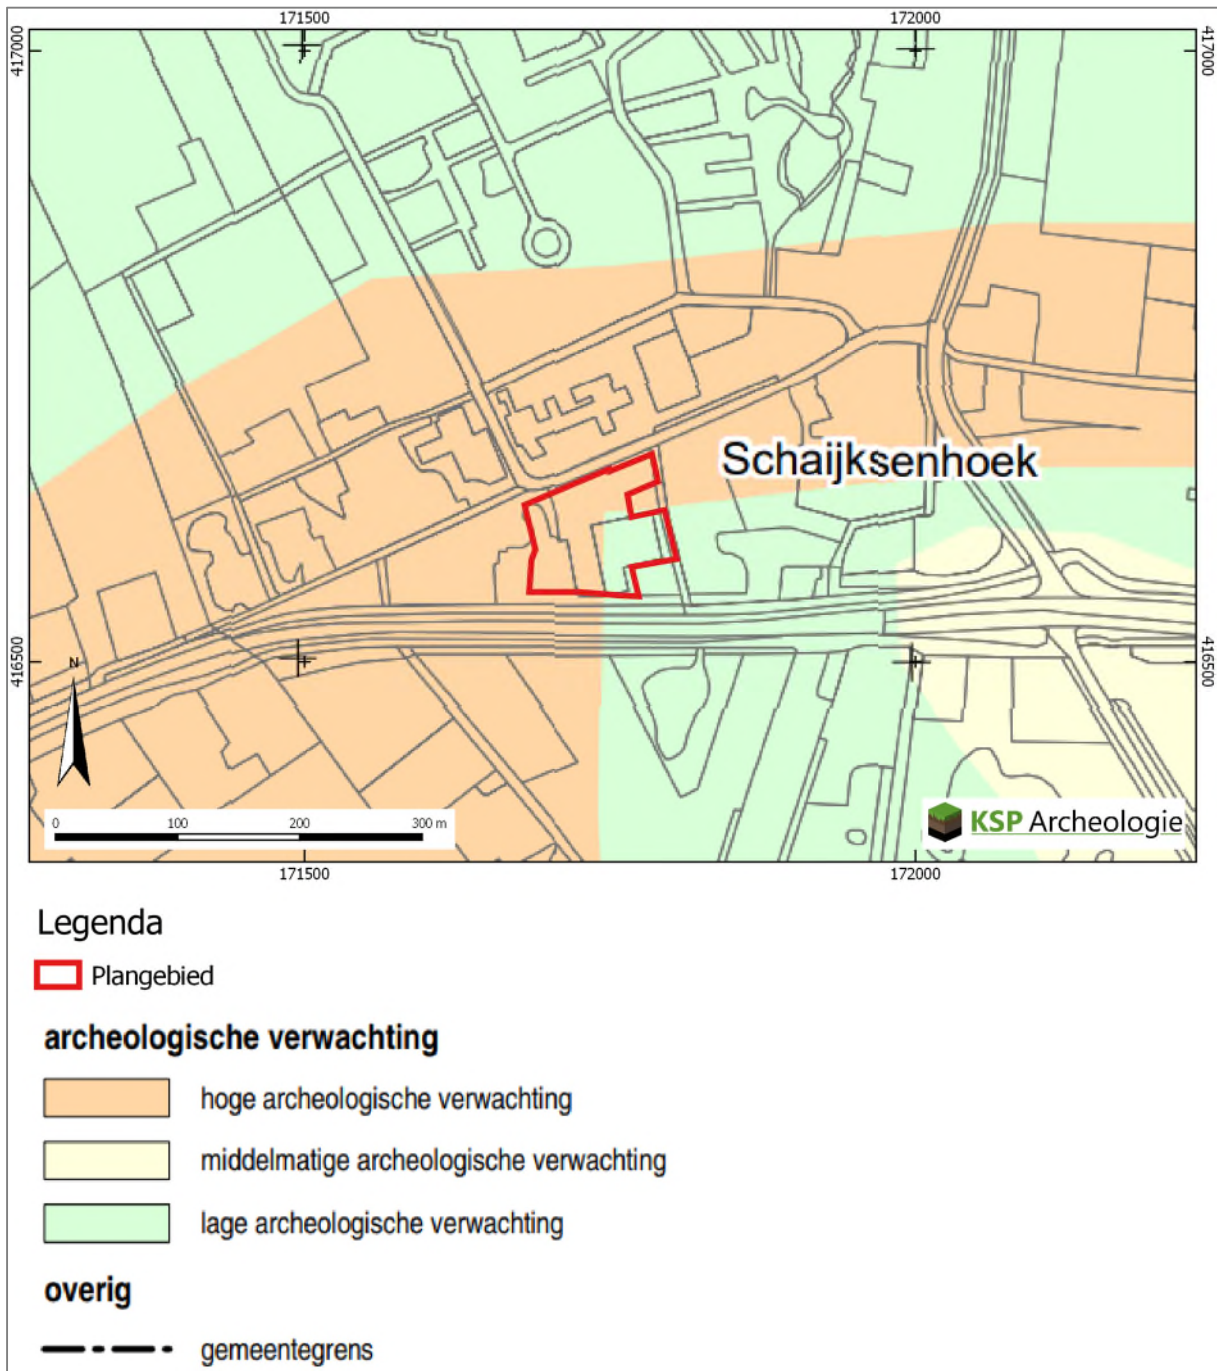 171500
172000
417000
417000
Schaijksenhoek
416500
416500
N
0
100
200
300 m
KSP Archeologie
171500
172000
Legenda
Plangebied
archeologische verwachting
hoge archeologische verwachting
middelmatige archeologische verwachting
lage archeologische verwachting
overig
gemeentegrens